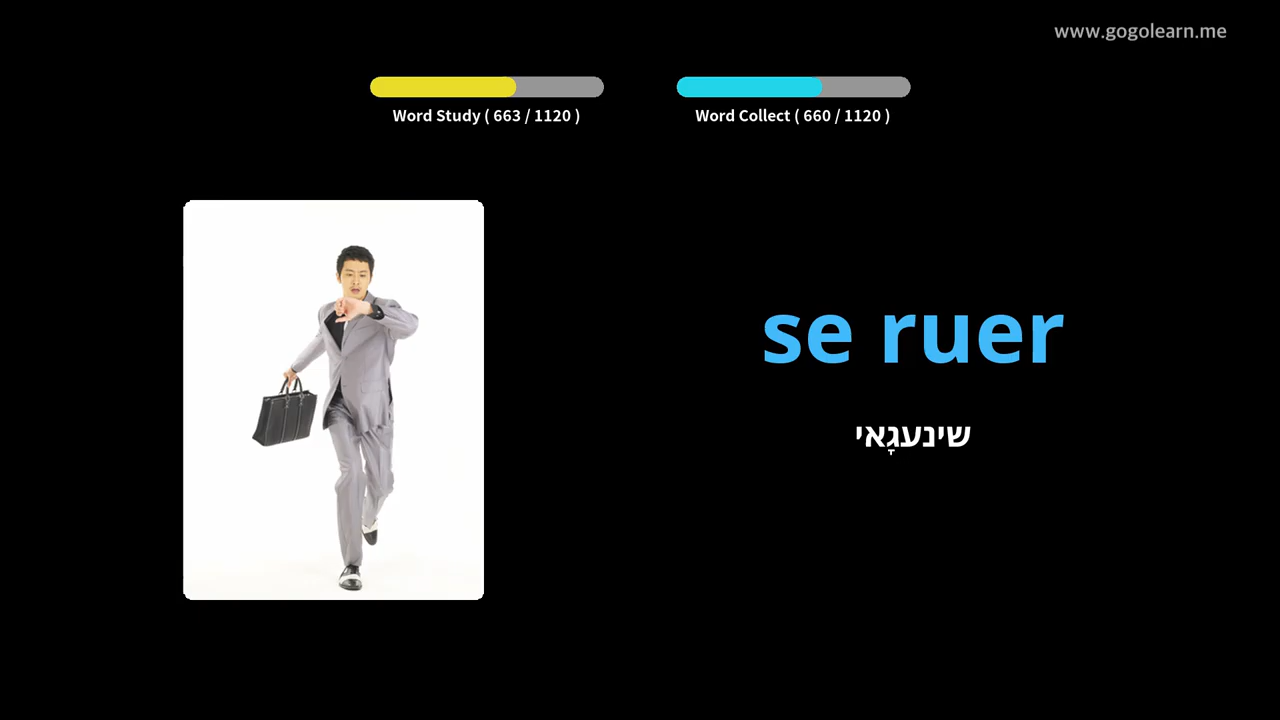 www.gogolearn.me
Word Study ( 663 / 1120 )
Word Collect ( 660 / 1120 )
se ruer
שינעגָאי